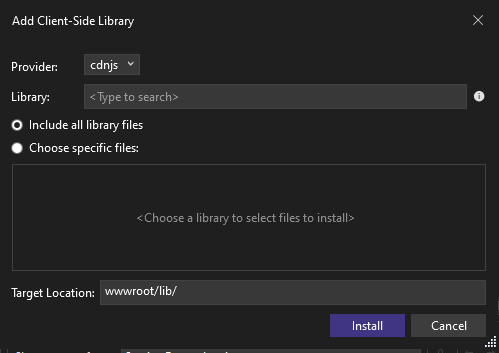 Add Client-Side Library
Provider: cdnjs
Library: <Type to search>
Include all library files
Choose specific files:
<Choose a library to select files to install>
Target Location: wwwroot/lib/
Install Cancel